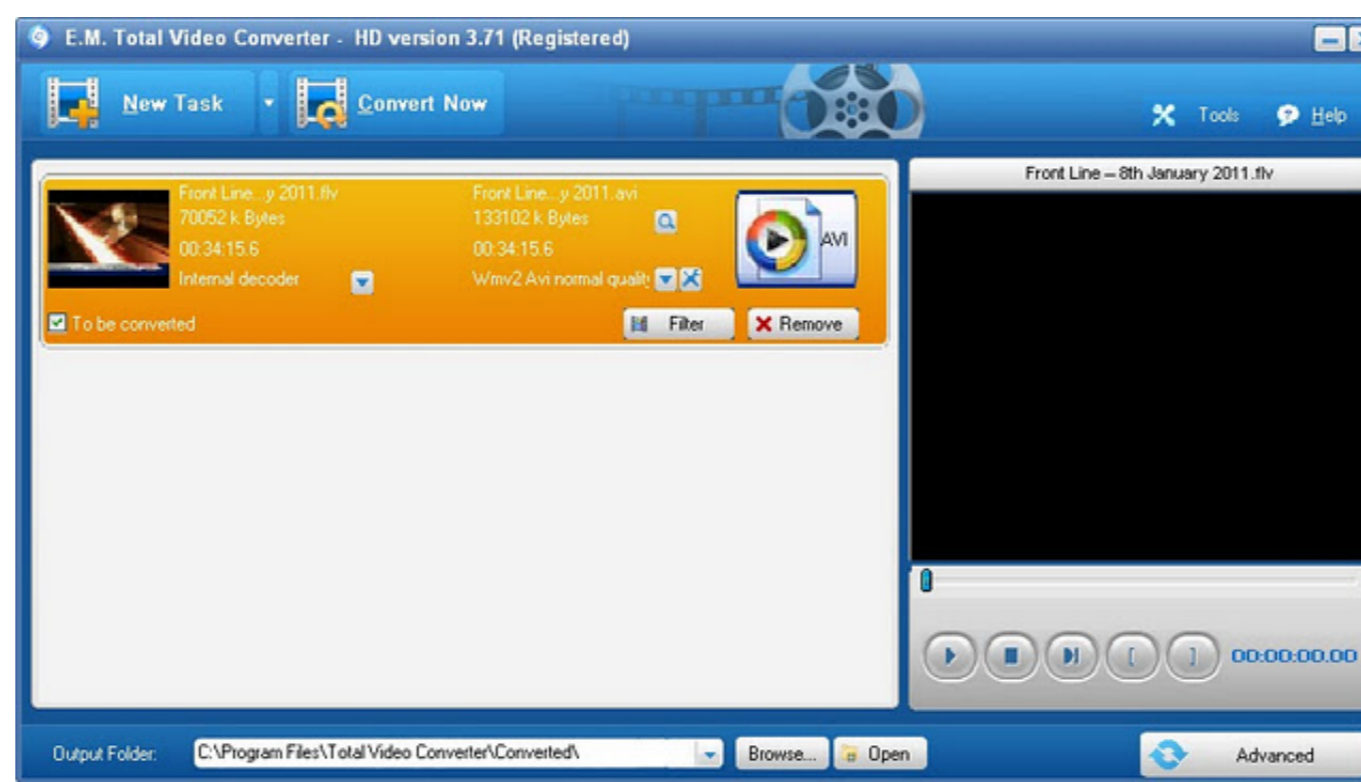 E.M. Total Video Converter - HD version 3.71 (Registered)
New Task
Convert Now
Tools
Help
Front Line...y 2011.flv
Front Line...y 2011.avi
70052 k Bytes
133102 k Bytes
00:34:15.6
00:34:15.6
Internal decoder
Wmv2 Avi normal quality
AVI
To be converted
Filter
Remove
Front Line – 8th January 2011.flv
[
]
00:00:00.00
Output Folder:
C:\Program Files\Total Video Converter\Converted\
Browse...
Open
Advanced